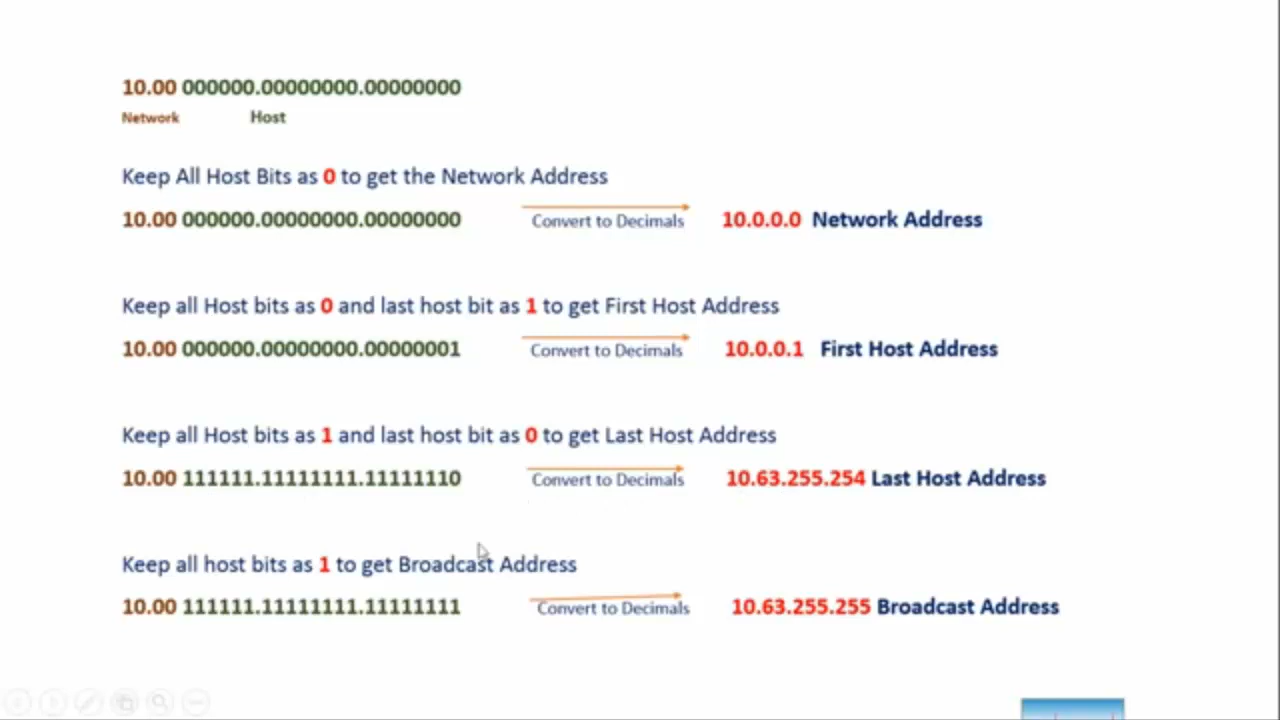 10.00 000000.00000000.00000000
Network Host
Keep All Host Bits as 0 to get the Network Address
10.00 000000.00000000.00000000 Convert to Decimals 10.0.0.0 Network Address
Keep all Host bits as 0 and last host bit as 1 to get First Host Address
10.00 000000.00000000.00000001 Convert to Decimals 10.0.0.1 First Host Address
Keep all Host bits as 1 and last host bit as 0 to get Last Host Address
10.00 111111.11111111.11111110 Convert to Decimals 10.63.255.254 Last Host Address
Keep all host bits as 1 to get Broadcast Address
10.00 111111.11111111.11111111 Convert to Decimals 10.63.255.255 Broadcast Address